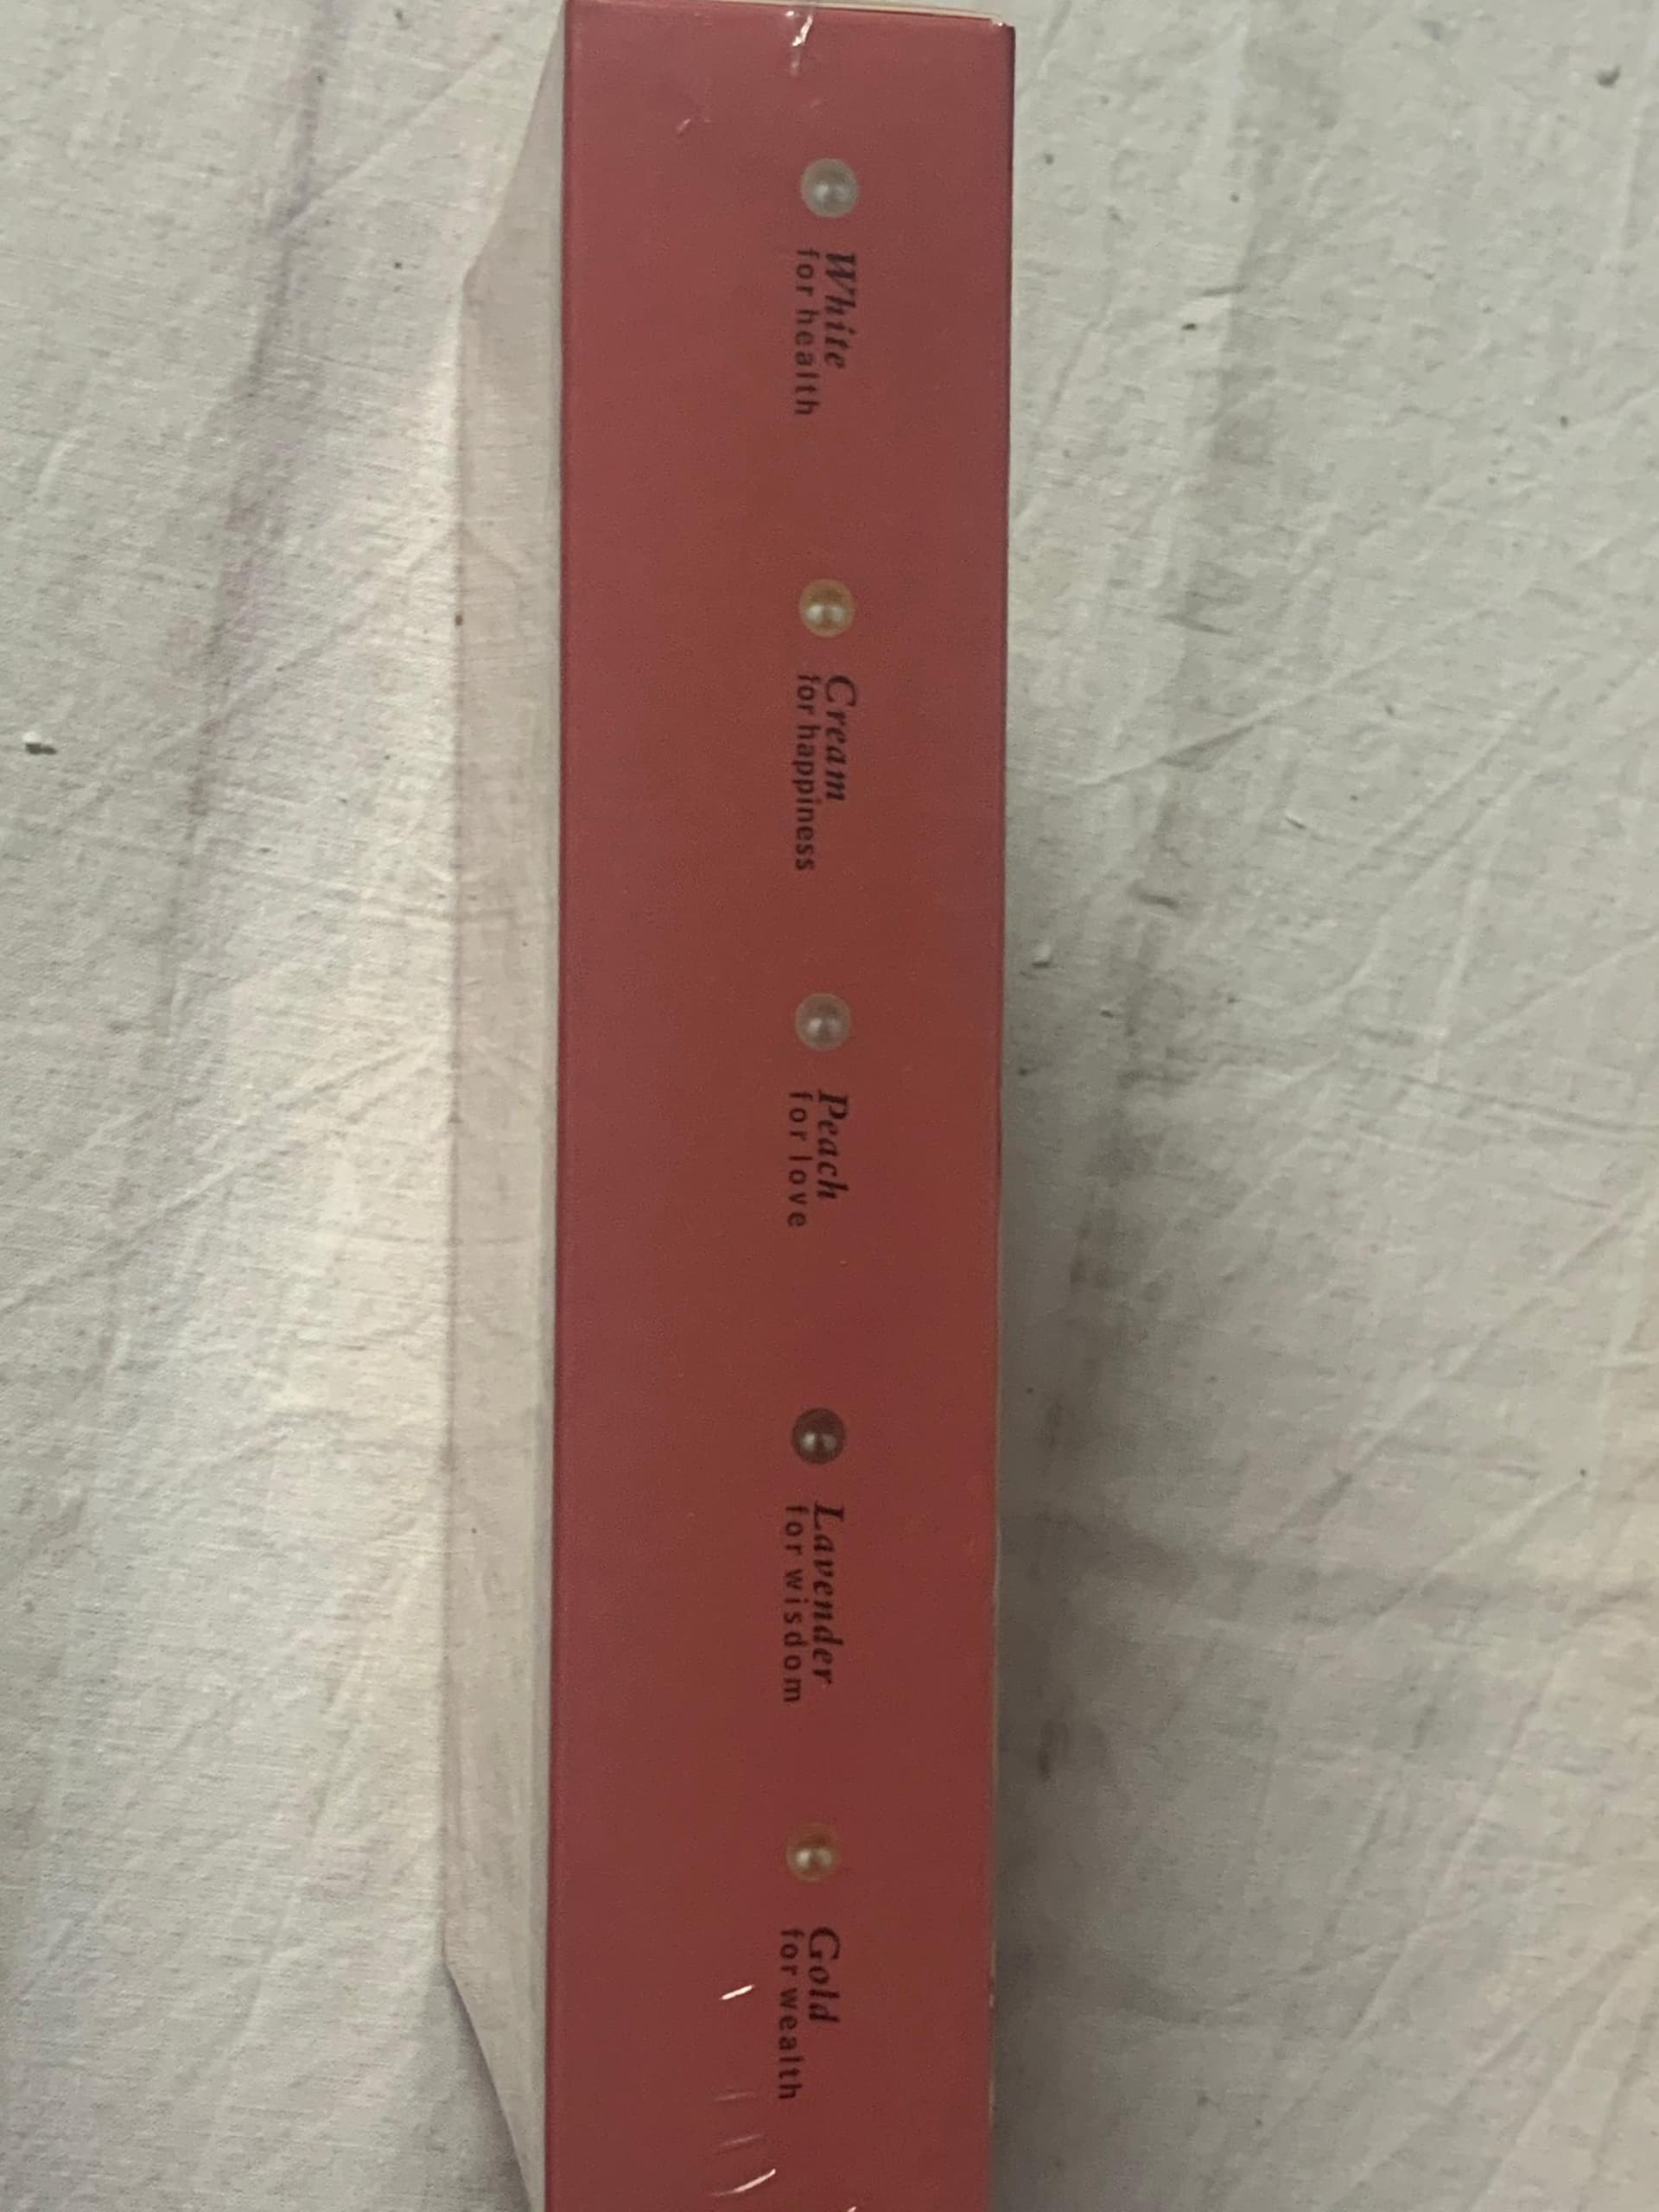 White
for health
Cream
for happiness
Peach
for love
Lavender
for wisdom
Gold
for wealth